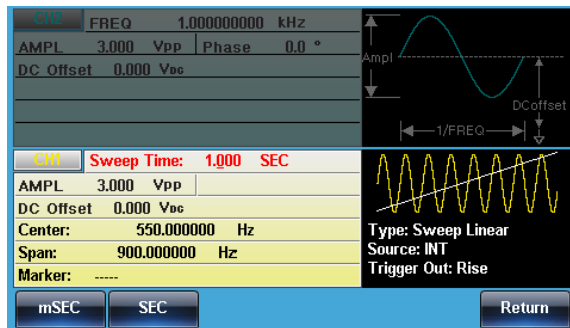 CH2 FREQ 1.000000000 kHz
AMPL 3.000 Vpp Phase 0.0 °
DC Offset 0.000 VDC
Ampl
DCoffset
1/FREQ
CH1 Sweep Time: 1.000 SEC
AMPL 3.000 Vpp
DC Offset 0.000 VDC
Center: 550.000000 Hz
Span: 900.000000 Hz
Marker: -----
Type: Sweep Linear
Source: INT
Trigger Out: Rise
mSEC SEC Return